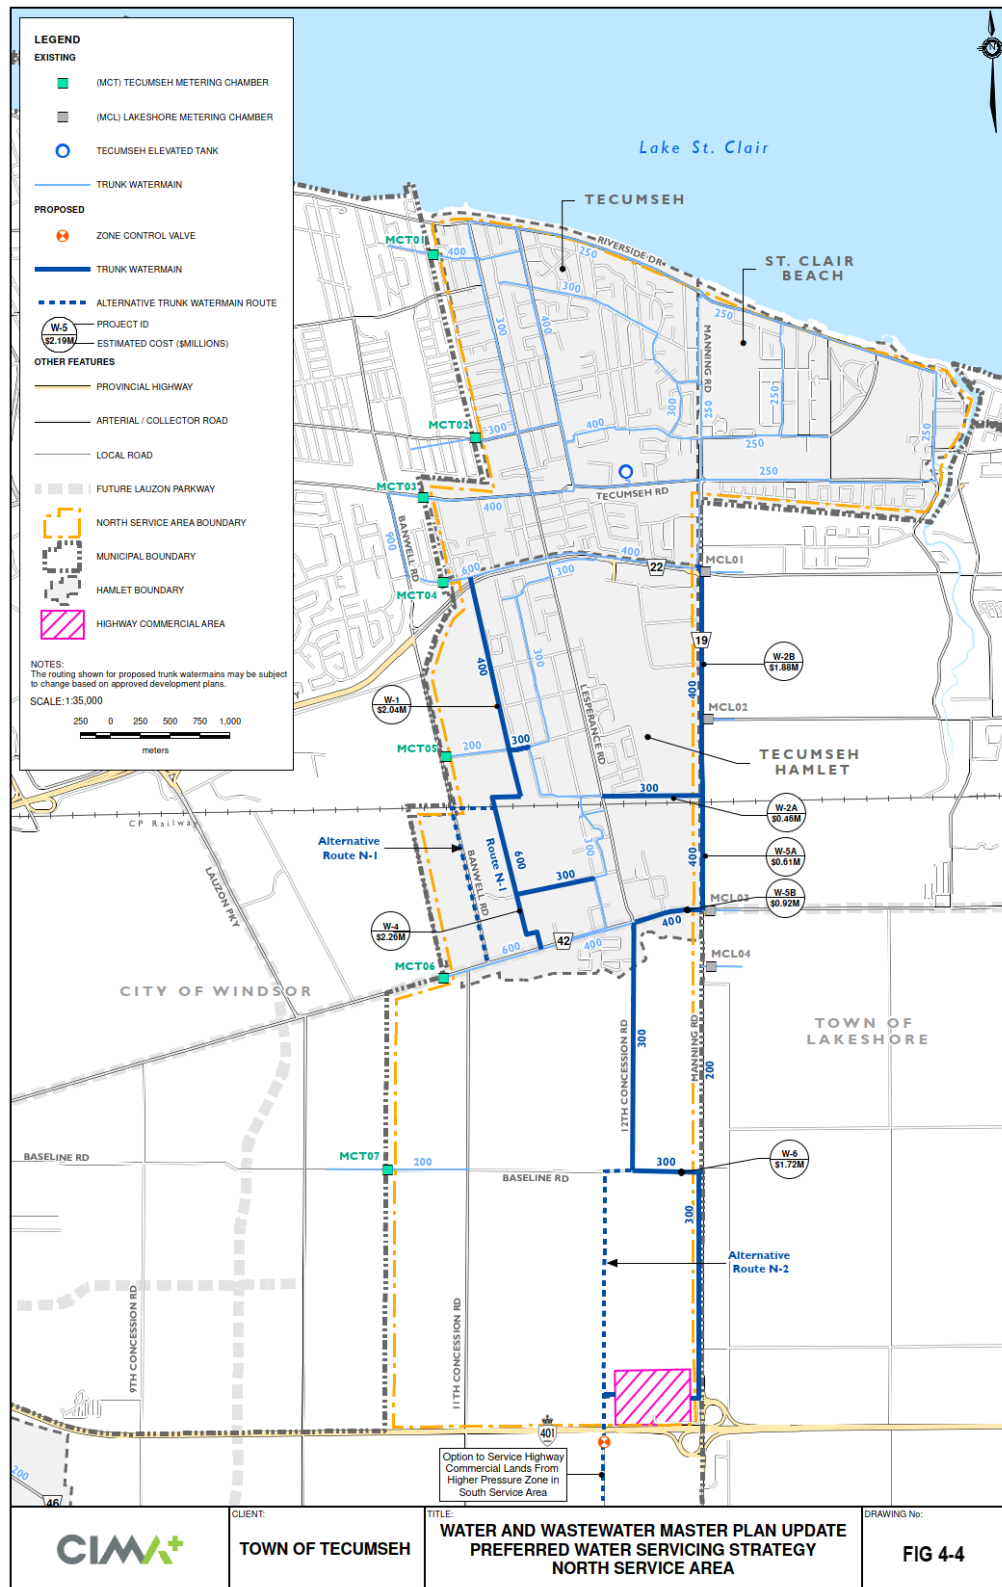 LEGEND
EXISTING
(MCT) TECUMSEH METERING CHAMBER
(MCL) LAKESHORE METERING CHAMBER
TECUMSEH ELEVATED TANK
TRUNK WATERMAIN
PROPOSED
ZONE CONTROL VALVE
TRUNK WATERMAIN
ALTERNATIVE TRUNK WATERMAIN ROUTE
W-5
$2.19M
PROJECT ID
ESTIMATED COST ($MILLIONS)
OTHER FEATURES
PROVINCIAL HIGHWAY
ARTERIAL / COLLECTOR ROAD
LOCAL ROAD
FUTURE LAUZON PARKWAY
NORTH SERVICE AREA BOUNDARY
MUNICIPAL BOUNDARY
HAMLET BOUNDARY
HIGHWAY COMMERCIAL AREA
NOTES:
The routing shown for proposed trunk watermains may be subject
to change based on approved development plans.
SCALE:1:35,000
250 0 250 500 750 1,000
meters
N
Lake St. Clair
TECUMSEH
RIVERSIDE DR
ST. CLAIR
BEACH
MCT01
400
250
300
250
250
300
400
MANNING RD
300
250
250
250
MCT02
300
400
250
250
MCT03
400
TECUMSEH RD
BANWELL RD
900
600
300
400
22
MCL01
MCT04
19
W-2B
$1.88M
400
300
400
LESPERANCE RD
W-1
$2.04M
MCL02
MCT05
200
300
TECUMSEH
HAMLET
300
W-2A
$0.46M
CP Railway
Alternative
Route N-1
BANWELL RD
Route N-1
600
300
300
400
W-5A
$0.61M
LAUZON PKY
W-5B
$0.92M
MCL03
400
W-4
$2.26M
600
42
400
MCL04
MCT06
CITY OF WINDSOR
TOWN OF
LAKESHORE
12TH CONCESSION RD
300
MANNING RD
200
MCT07
200
BASELINE RD
BASELINE RD
300
W-6
$1.72M
300
Alternative
Route N-2
9TH CONCESSION RD
11TH CONCESSION RD
401
Option to Service Highway
Commercial Lands From
Higher Pressure Zone in
South Service Area
200
46
CIMA+
CLIENT:
TOWN OF TECUMSEH
TITLE:
WATER AND WASTEWATER MASTER PLAN UPDATE
PREFERRED WATER SERVICING STRATEGY
NORTH SERVICE AREA
DRAWING No:
FIG 4-4